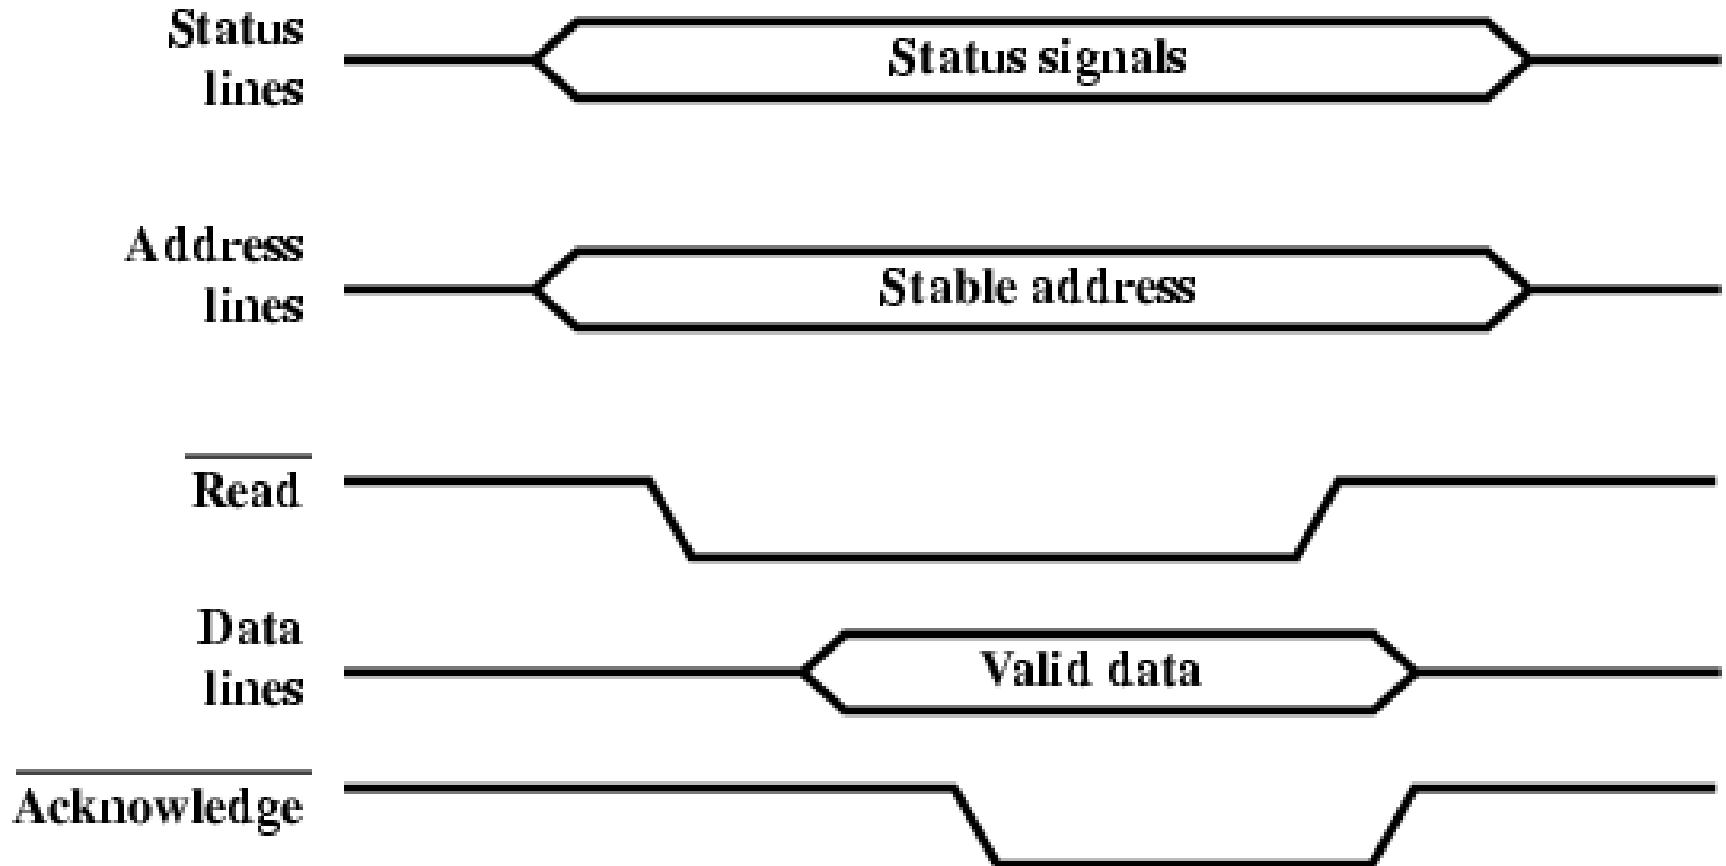 Status
lines
Status signals
Address
lines
Stable address
Read
Data
lines
Valid data
Acknowledge